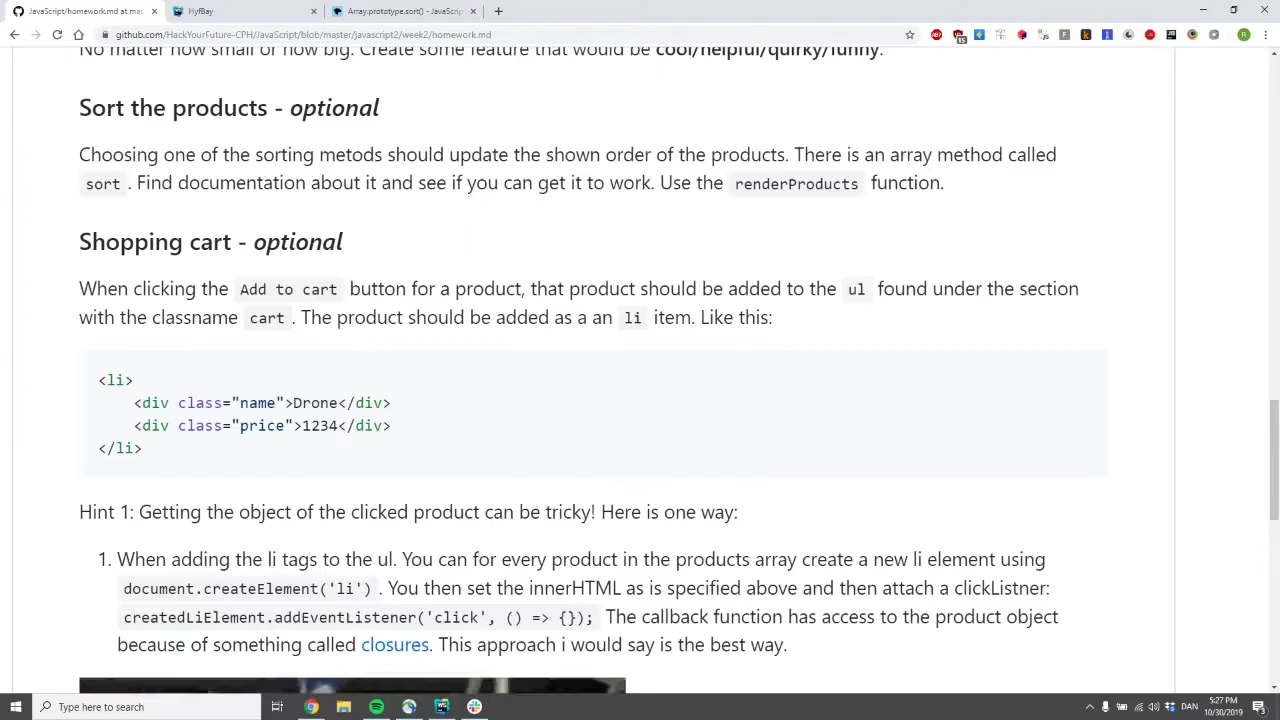 JavaScript/homework.md at mas
HyfBay
Array.prototype.sort() - JavaSc
github.com/HackYourFuture-CPH/JavaScript/blob/master/javascript2/week2/homework.md
No matter how small or how big. Create some feature that would be cool/helpful/quirky/funny.
Sort the products - optional
Choosing one of the sorting metods should update the shown order of the products. There is an array method called
sort . Find documentation about it and see if you can get it to work. Use the renderProducts function.
Shopping cart - optional
When clicking the Add to cart button for a product, that product should be added to the ul found under the section
with the classname cart . The product should be added as a an li item. Like this:
<li>
<div class="name">Drone</div>
<div class="price">1234</div>
</li>
Hint 1: Getting the object of the clicked product can be tricky! Here is one way:
1. When adding the li tags to the ul. You can for every product in the products array create a new li element using
document.createElement('li') . You then set the innerHTML as is specified above and then attach a clickListner:
createdLiElement.addEventListener('click', () => {}); The callback function has access to the product object
because of something called closures. This approach i would say is the best way.
Type here to search
DAN
5:27 PM
10/30/2019